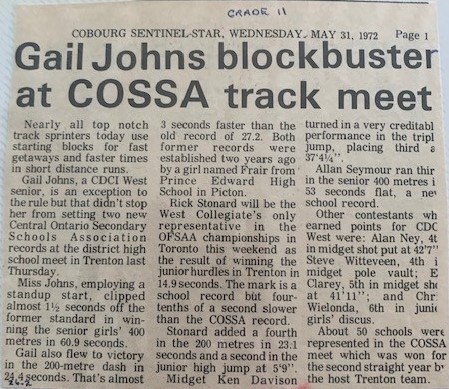 GRADE 11
COBOURG SENTINEL-STAR, WEDNESDAY, MAY 31, 1972 Page 1
Gail Johns blockbuster
at COSSA track meet
Nearly all top notch
track sprinters today use
starting blocks for fast
getaways and faster times
in short distance runs.
Gail Johns, a CDCI West
senior, is an exception to
the rule but that didn't stop
her from setting two new
Central Ontario Secondary
Schools Association
records at the district high
school meet in Trenton last
Thursday.
Miss Johns, employing a
standup start, clipped
almost 1½ seconds off the
former standard in win-
ning the senior girls' 400
metres in 60.9 seconds.
Gail also flew to victory
in the 200-metre dash in
seconds. That's almost
3 seconds faster than the
old record of 27.2. Both
former records were
established two years ago
by a girl named Frair from
Prince Edward High
School in Picton.
Rick Stonard will be the
West Collegiate's only
representative in the
OFSAA championships in
Toronto this weekend as
the result of winning the
junior hurdles in Trenton in
14.9 seconds. The mark is a
school record but four-
tenths of a second slower
than the COSSA record.
Stonard added a fourth
in the 200 metres in 23.1
seconds and a second in the
junior high jump at 5'9".
Midget Ken Davison
turned in a very creditabl
performance in the tripl
jump, placing third a
37'4¼".
Allan Seymour ran thir
in the senior 400 metres i
53 seconds flat, a ne
school record.
Other contestants wh
earned points for CDC
West were: Alan Ney, 4t
in midget shot put at 42'7"
Steve Witteveen, 4th i
midget pole vault; E
Clarey, 5th in midget sh
at 41'11"; and Chr
Wielonda, 6th in juni
girls' discus.
About 50 schools were
represented in the COSSA
meet which was won for
the second straight year b
the host Trenton team.